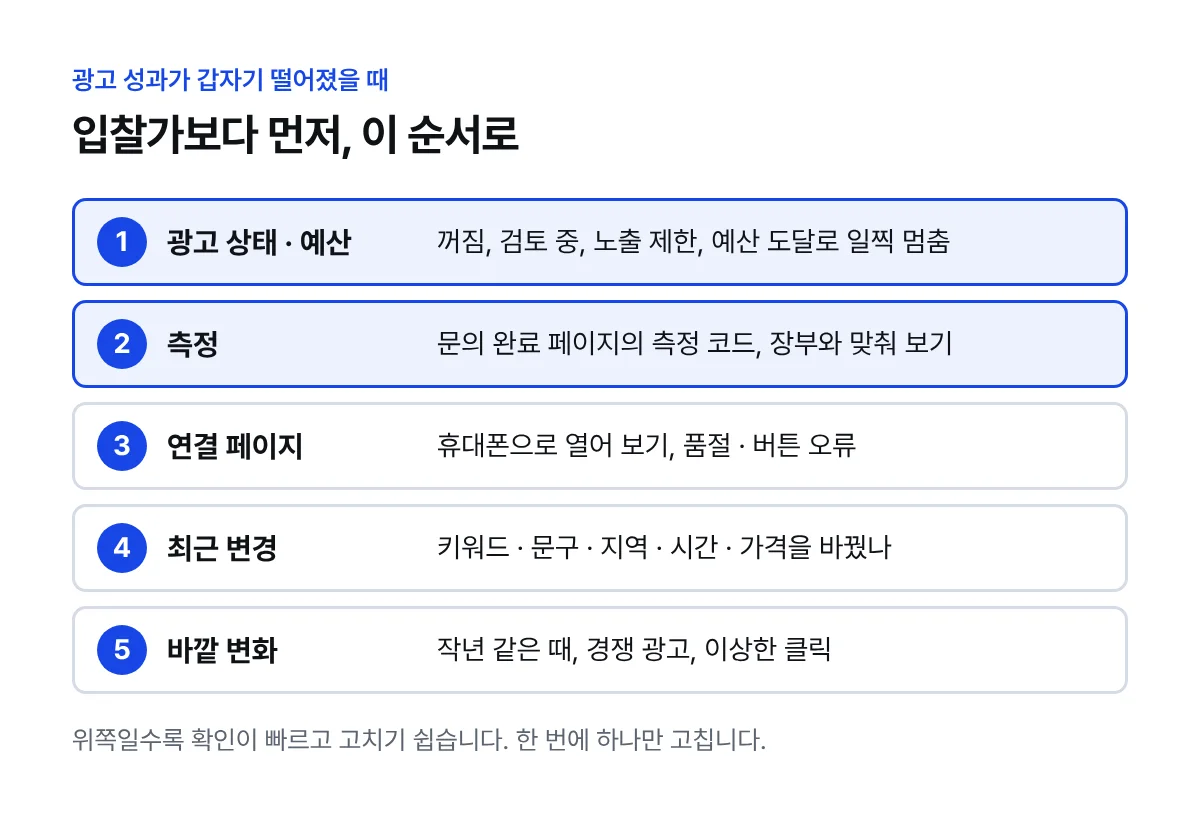 광고 성과가 갑자기 떨어졌을 때
입찰가보다 먼저, 이 순서로
1 광고 상태 · 예산 꺼짐, 검토 중, 노출 제한, 예산 도달로 일찍 멈춤
2 측정 문의 완료 페이지의 측정 코드, 장부와 맞춰 보기
3 연결 페이지 휴대폰으로 열어 보기, 품절 · 버튼 오류
4 최근 변경 키워드 · 문구 · 지역 · 시간 · 가격을 바꿨나
5 바깥 변화 작년 같은 때, 경쟁 광고, 이상한 클릭
위쪽일수록 확인이 빠르고 고치기 쉽습니다. 한 번에 하나만 고칩니다.